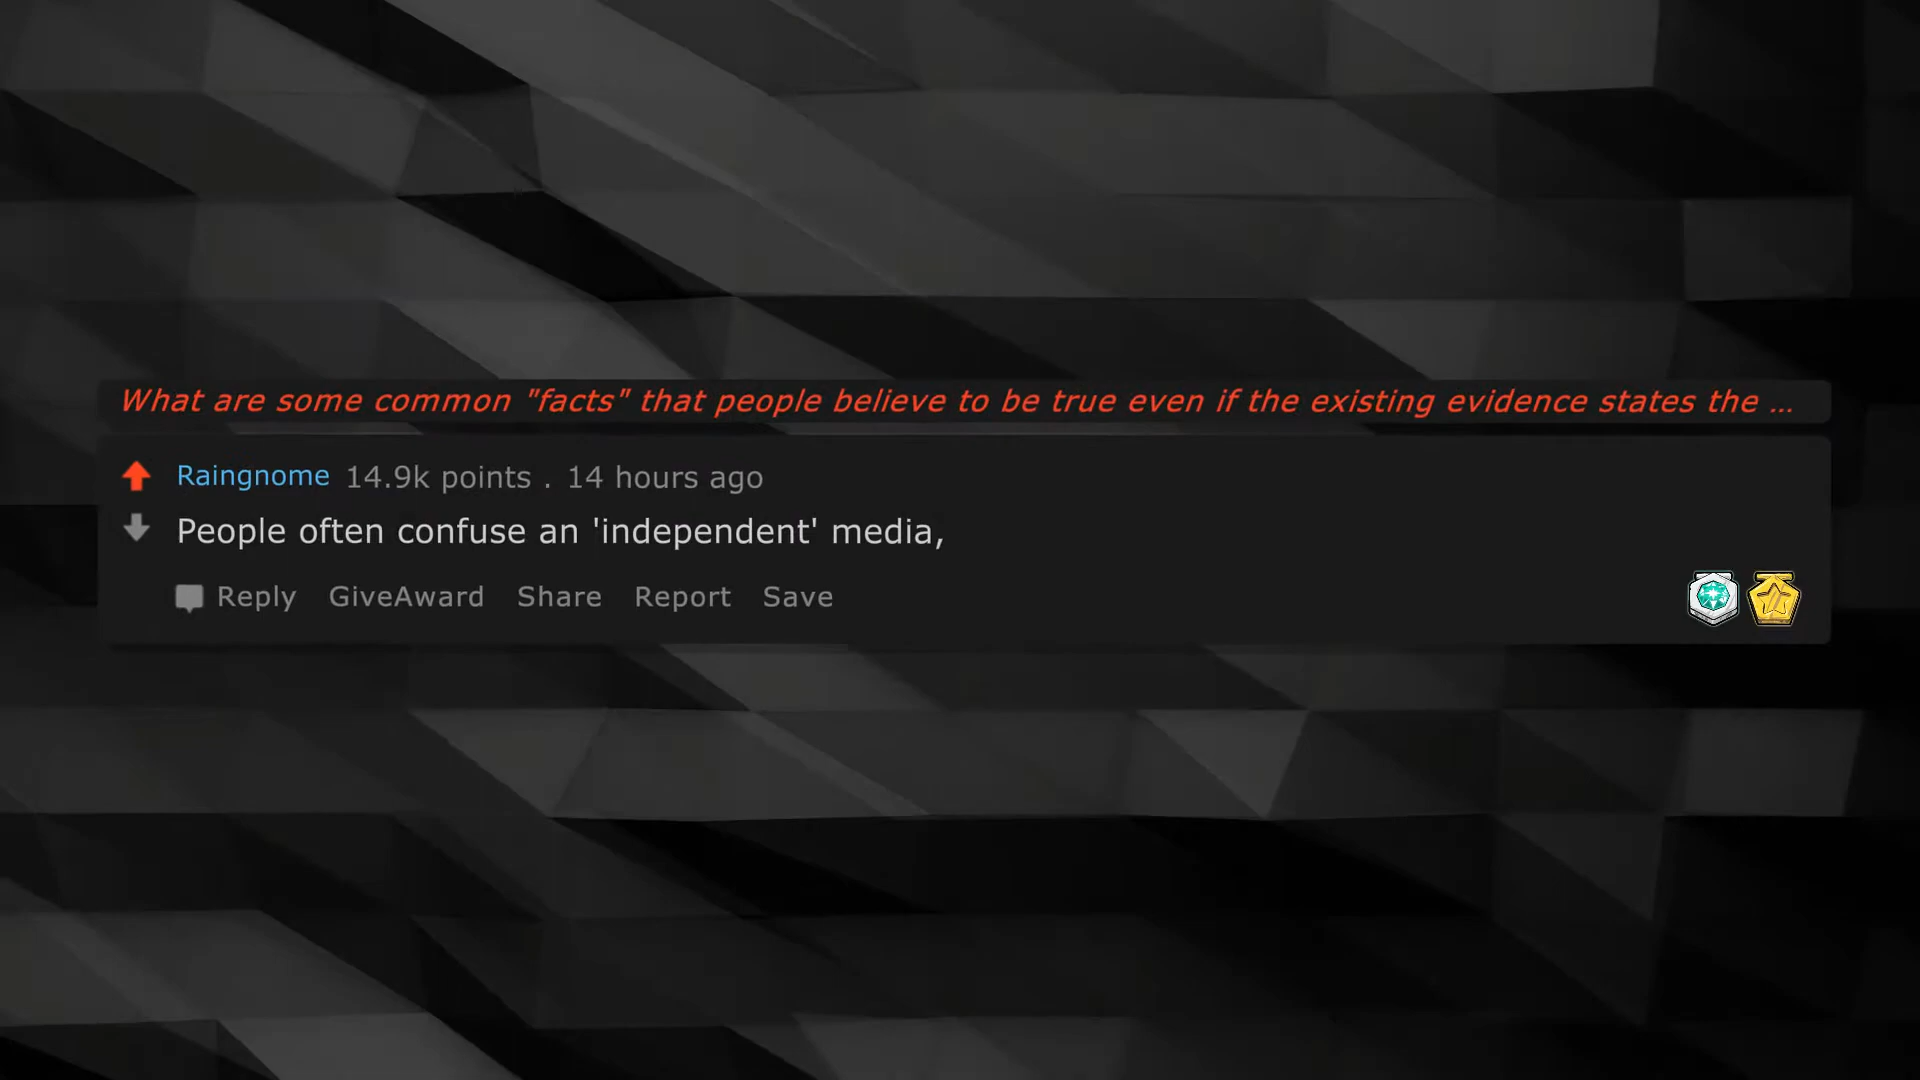 What are some common "facts" that people believe to be true even if the existing evidence states the ...
Raingnome 14.9k points . 14 hours ago
People often confuse an 'independent' media,
Reply GiveAward Share Report Save